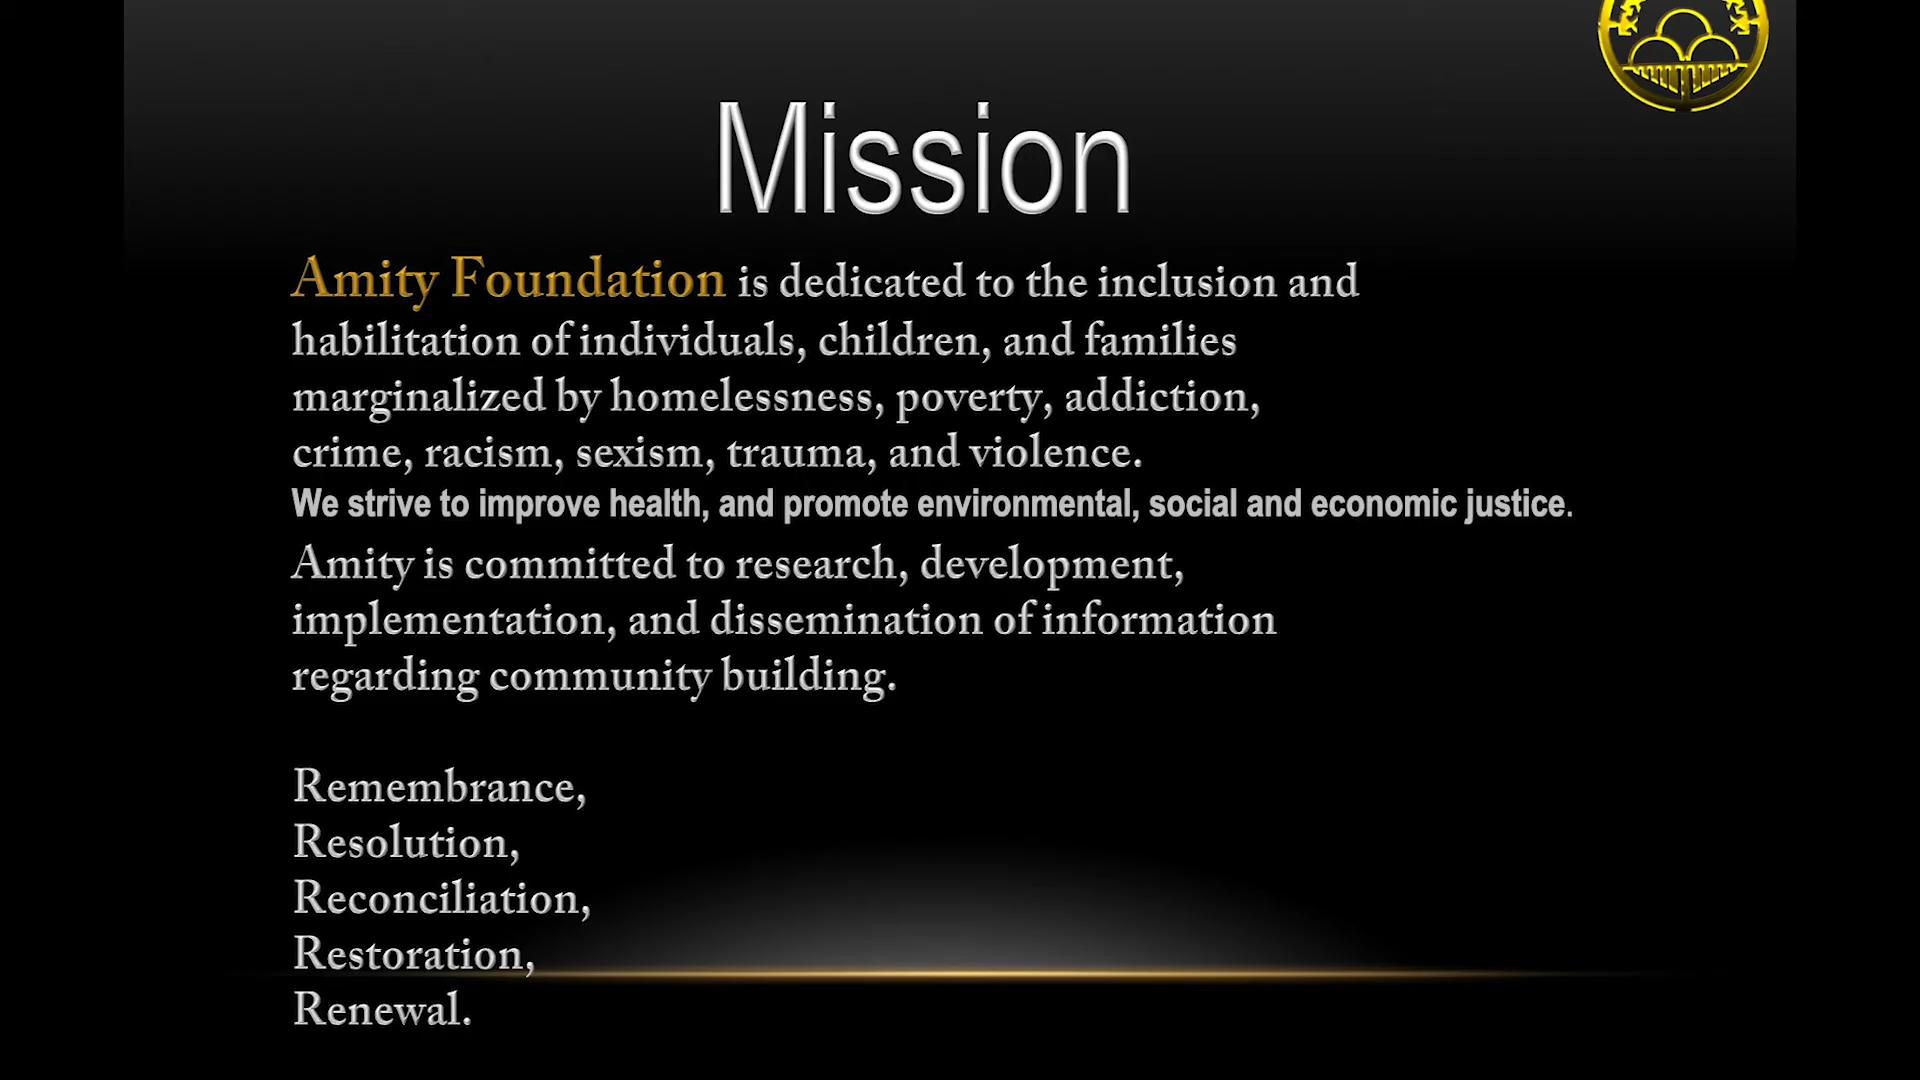 Mission
Amity Foundation is dedicated to the inclusion and
habilitation of individuals, children, and families
marginalized by homelessness, poverty, addiction,
crime, racism, sexism, trauma, and violence.
We strive to improve health, and promote environmental, social and economic justice.
Amity is committed to research, development,
implementation, and dissemination of information
regarding community building.
Remembrance,
Resolution,
Reconciliation,
Restoration,
Renewal.